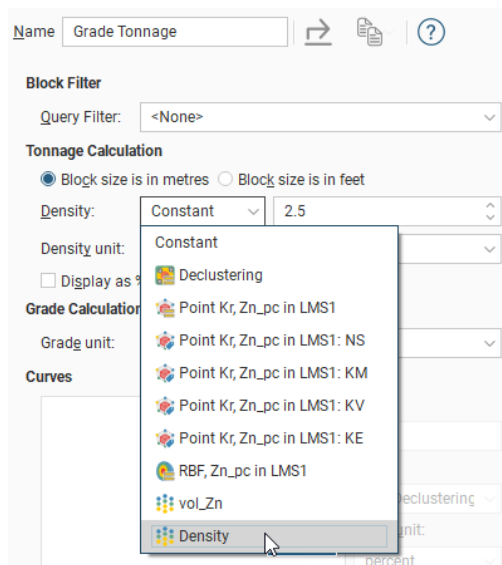 Name Grade Tonnage
Block Filter
Query Filter: <None>
Tonnage Calculation
Block size is in metres Block size is in feet
Density: Constant 2.5
Constant
Density unit:
Declustering
Display as %
Point Kr, Zn_pc in LMS1
Grade Calculation
Point Kr, Zn_pc in LMS1: NS
Grade unit:
Point Kr, Zn_pc in LMS1: KM
Curves
Point Kr, Zn_pc in LMS1: KV
Point Kr, Zn_pc in LMS1: KE
RBF, Zn_pc in LMS1
vol_Zn
Declustering
Density
unit:
percent